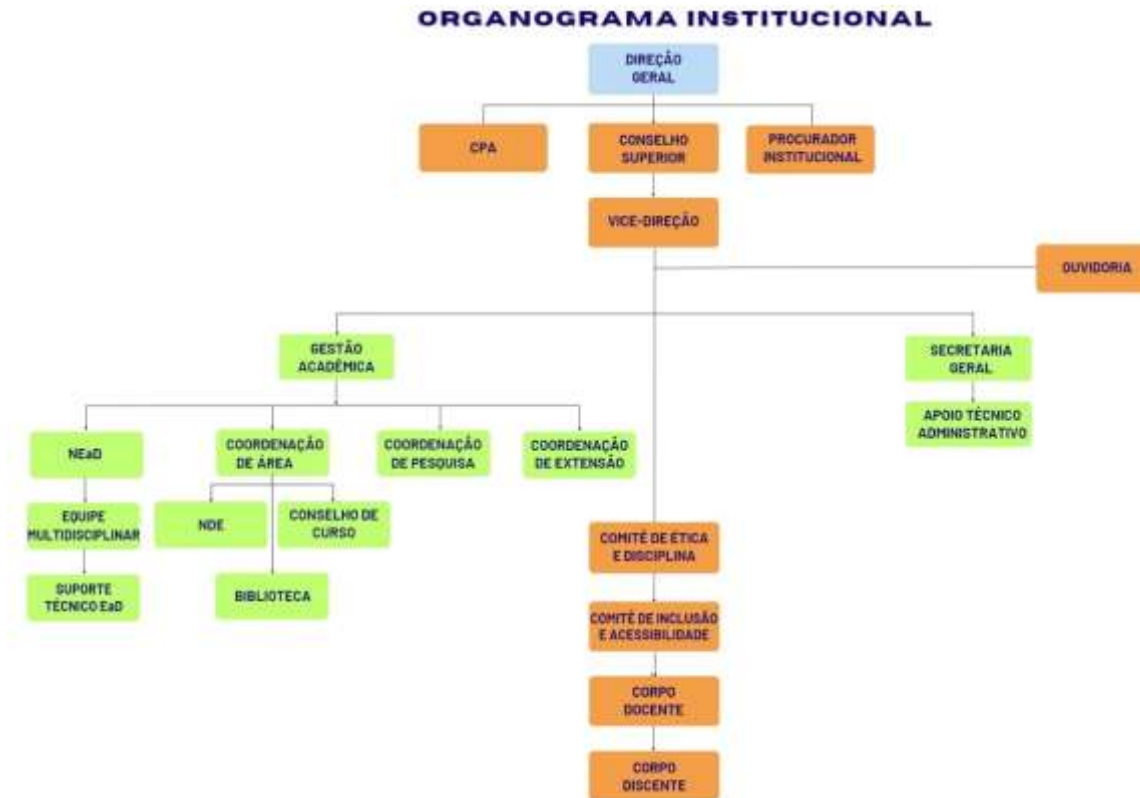 ORGANOGRAMA INSTITUCIONAL
DIREÇÃO
GERAL
CPA
CONSELHO
SUPERIOR
PROCURADOR
INSTITUCIONAL
VICE-DIREÇÃO
OUVIDORIA
GESTÃO
ACADÊMICA
SECRETARIA
GERAL
NEaD
COORDENAÇÃO
DE ÁREA
COORDENAÇÃO
DE PESQUISA
COORDENAÇÃO
DE EXTENSÃO
APOIO TÉCNICO
ADMINISTRATIVO
EQUIPE
MULTIDISCIPLINAR
NDE
CONSELHO DE
CURSO
COMITÊ DE ÉTICA
E DISCIPLINA
SUPORTE
TÉCNICO EaD
BIBLIOTECA
COMITÊ DE INCLUSÃO
E ACESSIBILIDADE
CORPO
DOCENTE
CORPO
DISCENTE